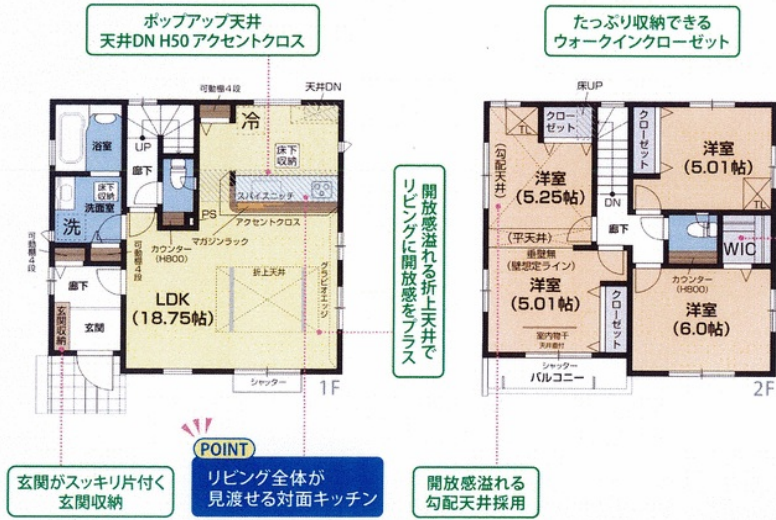 ポップアップ天井
天井DN H50 アクセントクロス
たっぷり収納できる
ウォークインクローゼット
可動棚4段
天井DN
冷
床下
収納
浴室
UP
廊下
洗面室
床下
収納
洗
スパイスニッチ
PS
アクセントクロス
マガジンラック
カウンター
(H800)
可動棚4段
可動棚4段
廊下
玄関収納
玄関
LDK
(18.75帖)
折上天井
グラビオエッジ
シャッター
1F
開放感溢れる折上天井で
リビングに開放感をプラス
床UP
TL
クロー
ゼット
クローゼット
洋室
(5.01帖)
TL
(勾配天井)
洋室
(5.25帖)
DN
廊下
(平天井)
垂壁無
(壁想定ライン)
洋室
(5.01帖)
クローゼット
WIC
カウンター
(H800)
洋室
(6.0帖)
室内物干
天井直付
シャッター
バルコニー
2F
玄関がスッキリ片付く
玄関収納
POINT
リビング全体が
見渡せる対面キッチン
開放感溢れる
勾配天井採用